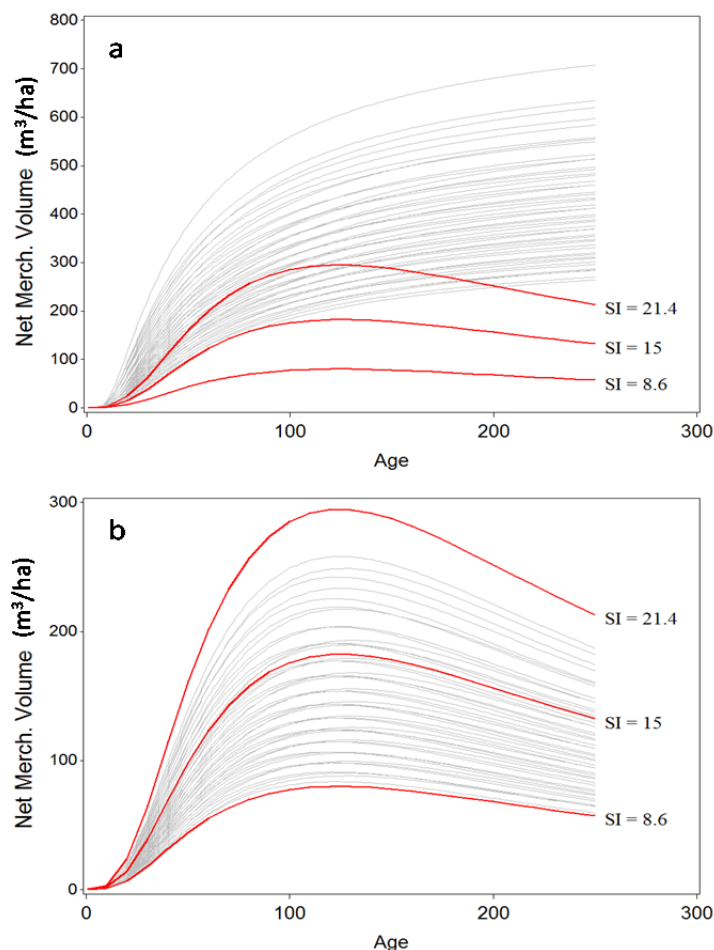 800
a
700
600
500
400
300
200
100
0
Net Merch. Volume (m³/ha)
SI = 21.4
SI = 15
SI = 8.6
0 100 200 300
Age
300
b
200
100
0
Net Merch. Volume (m³/ha)
SI = 21.4
SI = 15
SI = 8.6
0 100 200 300
Age